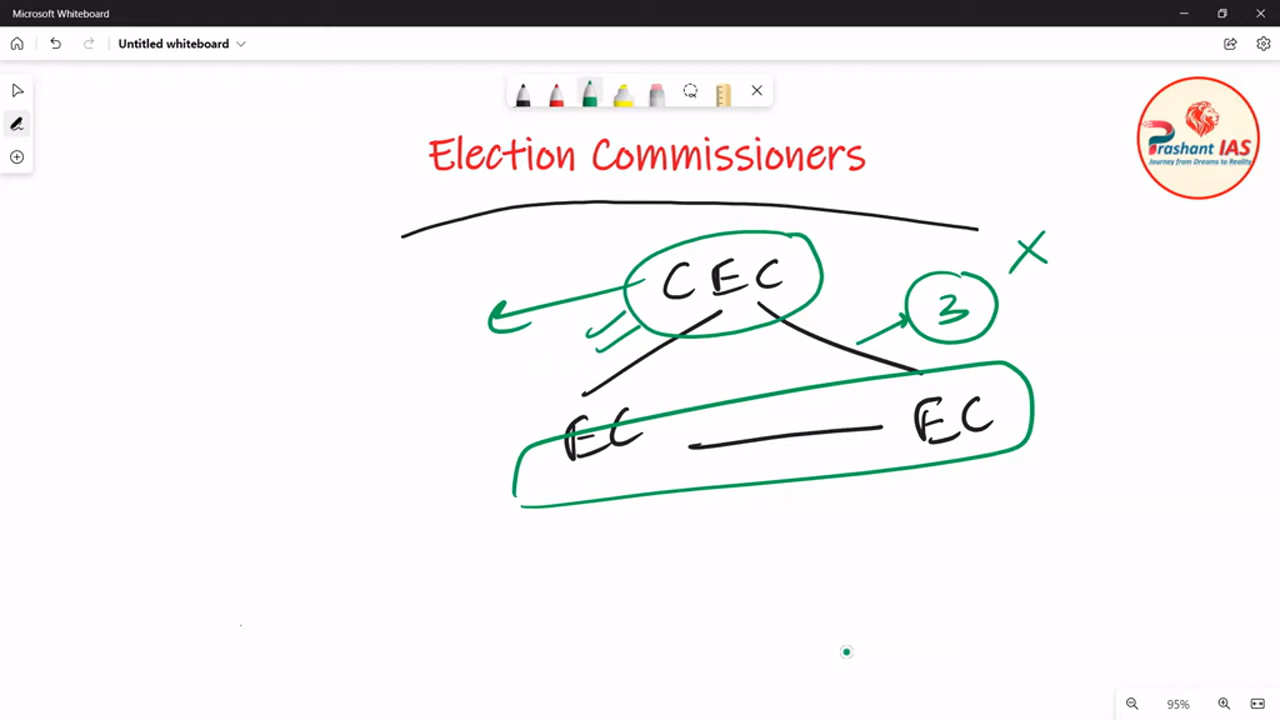 Microsoft Whiteboard
Untitled whiteboard
Election Commissioners
Prashant IAS
Journey from Dreams to Reality
X
CEC
3
EC EC
95%